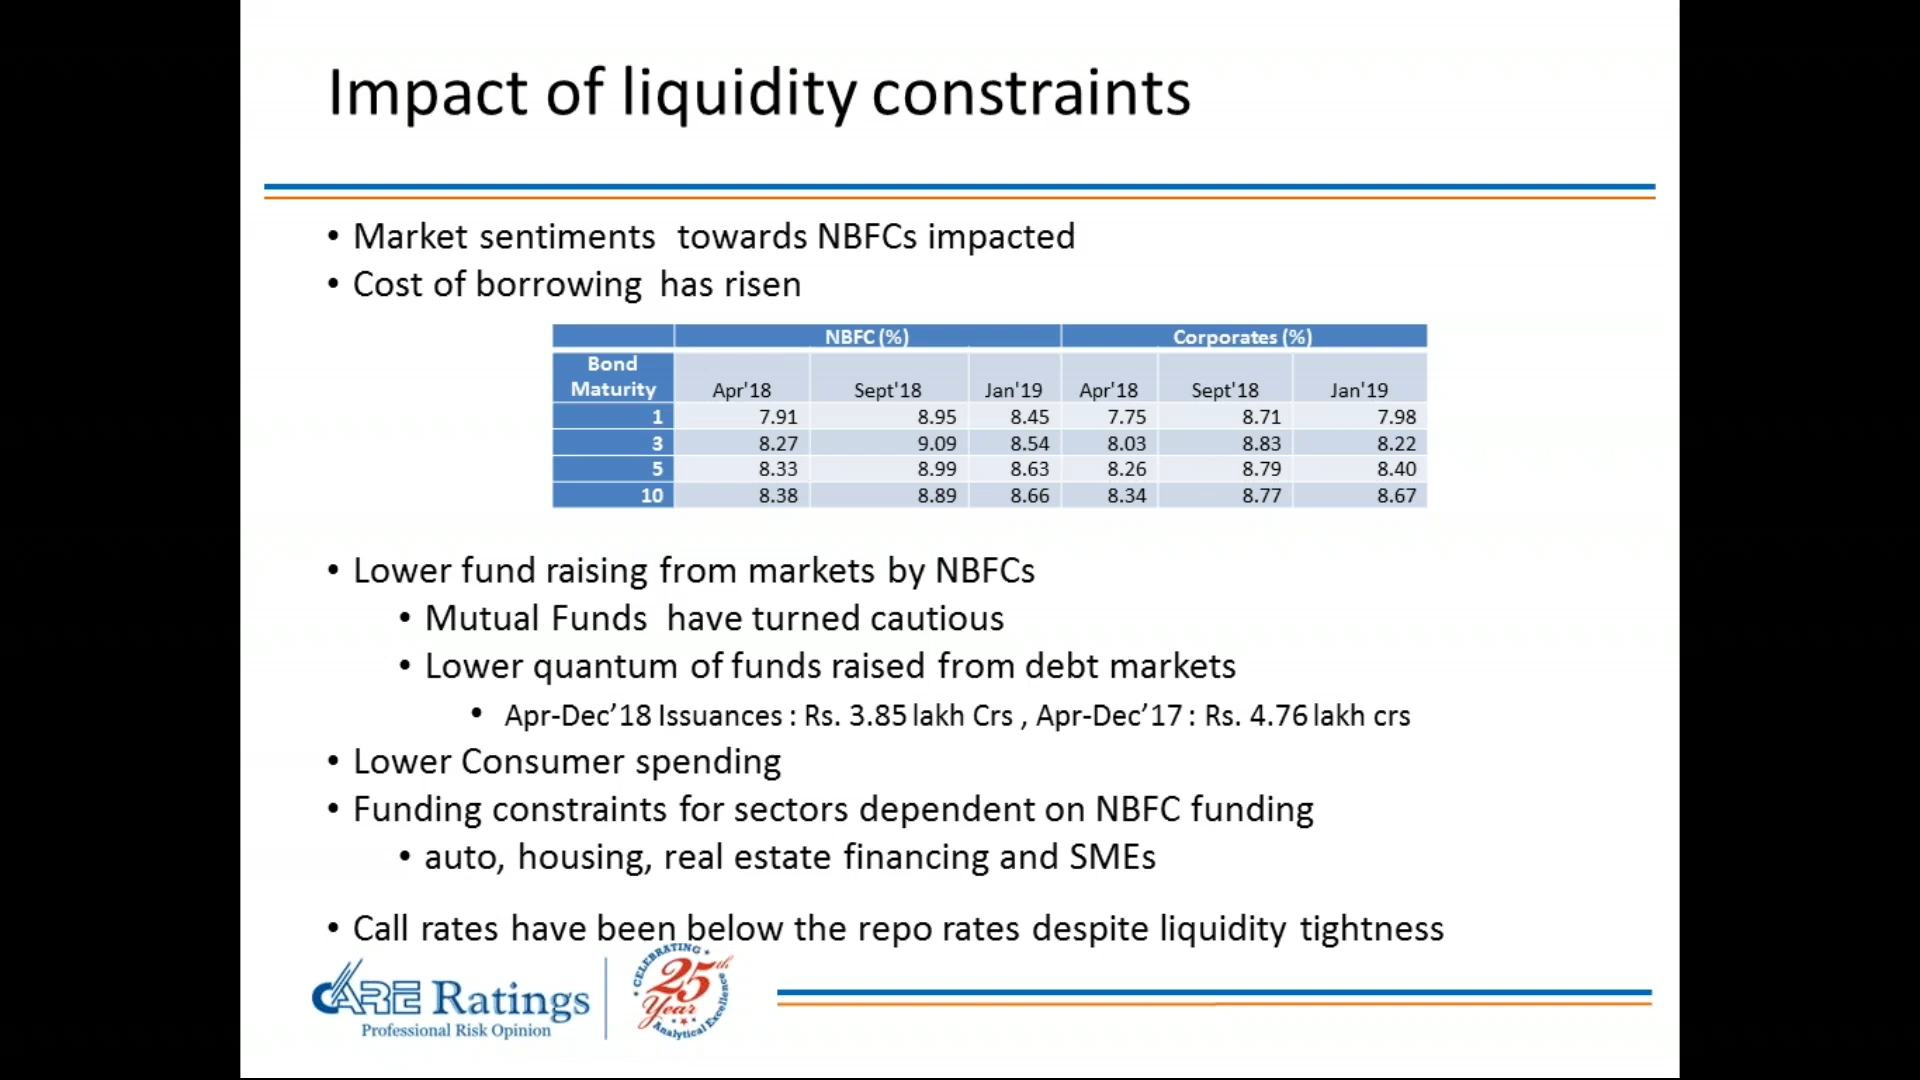 Impact of liquidity constraints
• Market sentiments towards NBFCs impacted
• Cost of borrowing has risen
NBFC (%) Corporates (%)
Bond Maturity Apr'18 Sept'18 Jan'19 Apr'18 Sept'18 Jan'19
1 7.91 8.95 8.45 7.75 8.71 7.98
3 8.27 9.09 8.54 8.03 8.83 8.22
5 8.33 8.99 8.63 8.26 8.79 8.40
10 8.38 8.89 8.66 8.34 8.77 8.67
• Lower fund raising from markets by NBFCs
• Mutual Funds have turned cautious
• Lower quantum of funds raised from debt markets
• Apr-Dec’18 Issuances : Rs. 3.85 lakh Crs , Apr-Dec’17 : Rs. 4.76 lakh crs
• Lower Consumer spending
• Funding constraints for sectors dependent on NBFC funding
• auto, housing, real estate financing and SMEs
• Call rates have been below the repo rates despite liquidity tightness
CARE Ratings
Professional Risk Opinion
CELEBRATING
25th
Year
Analytical Excellence